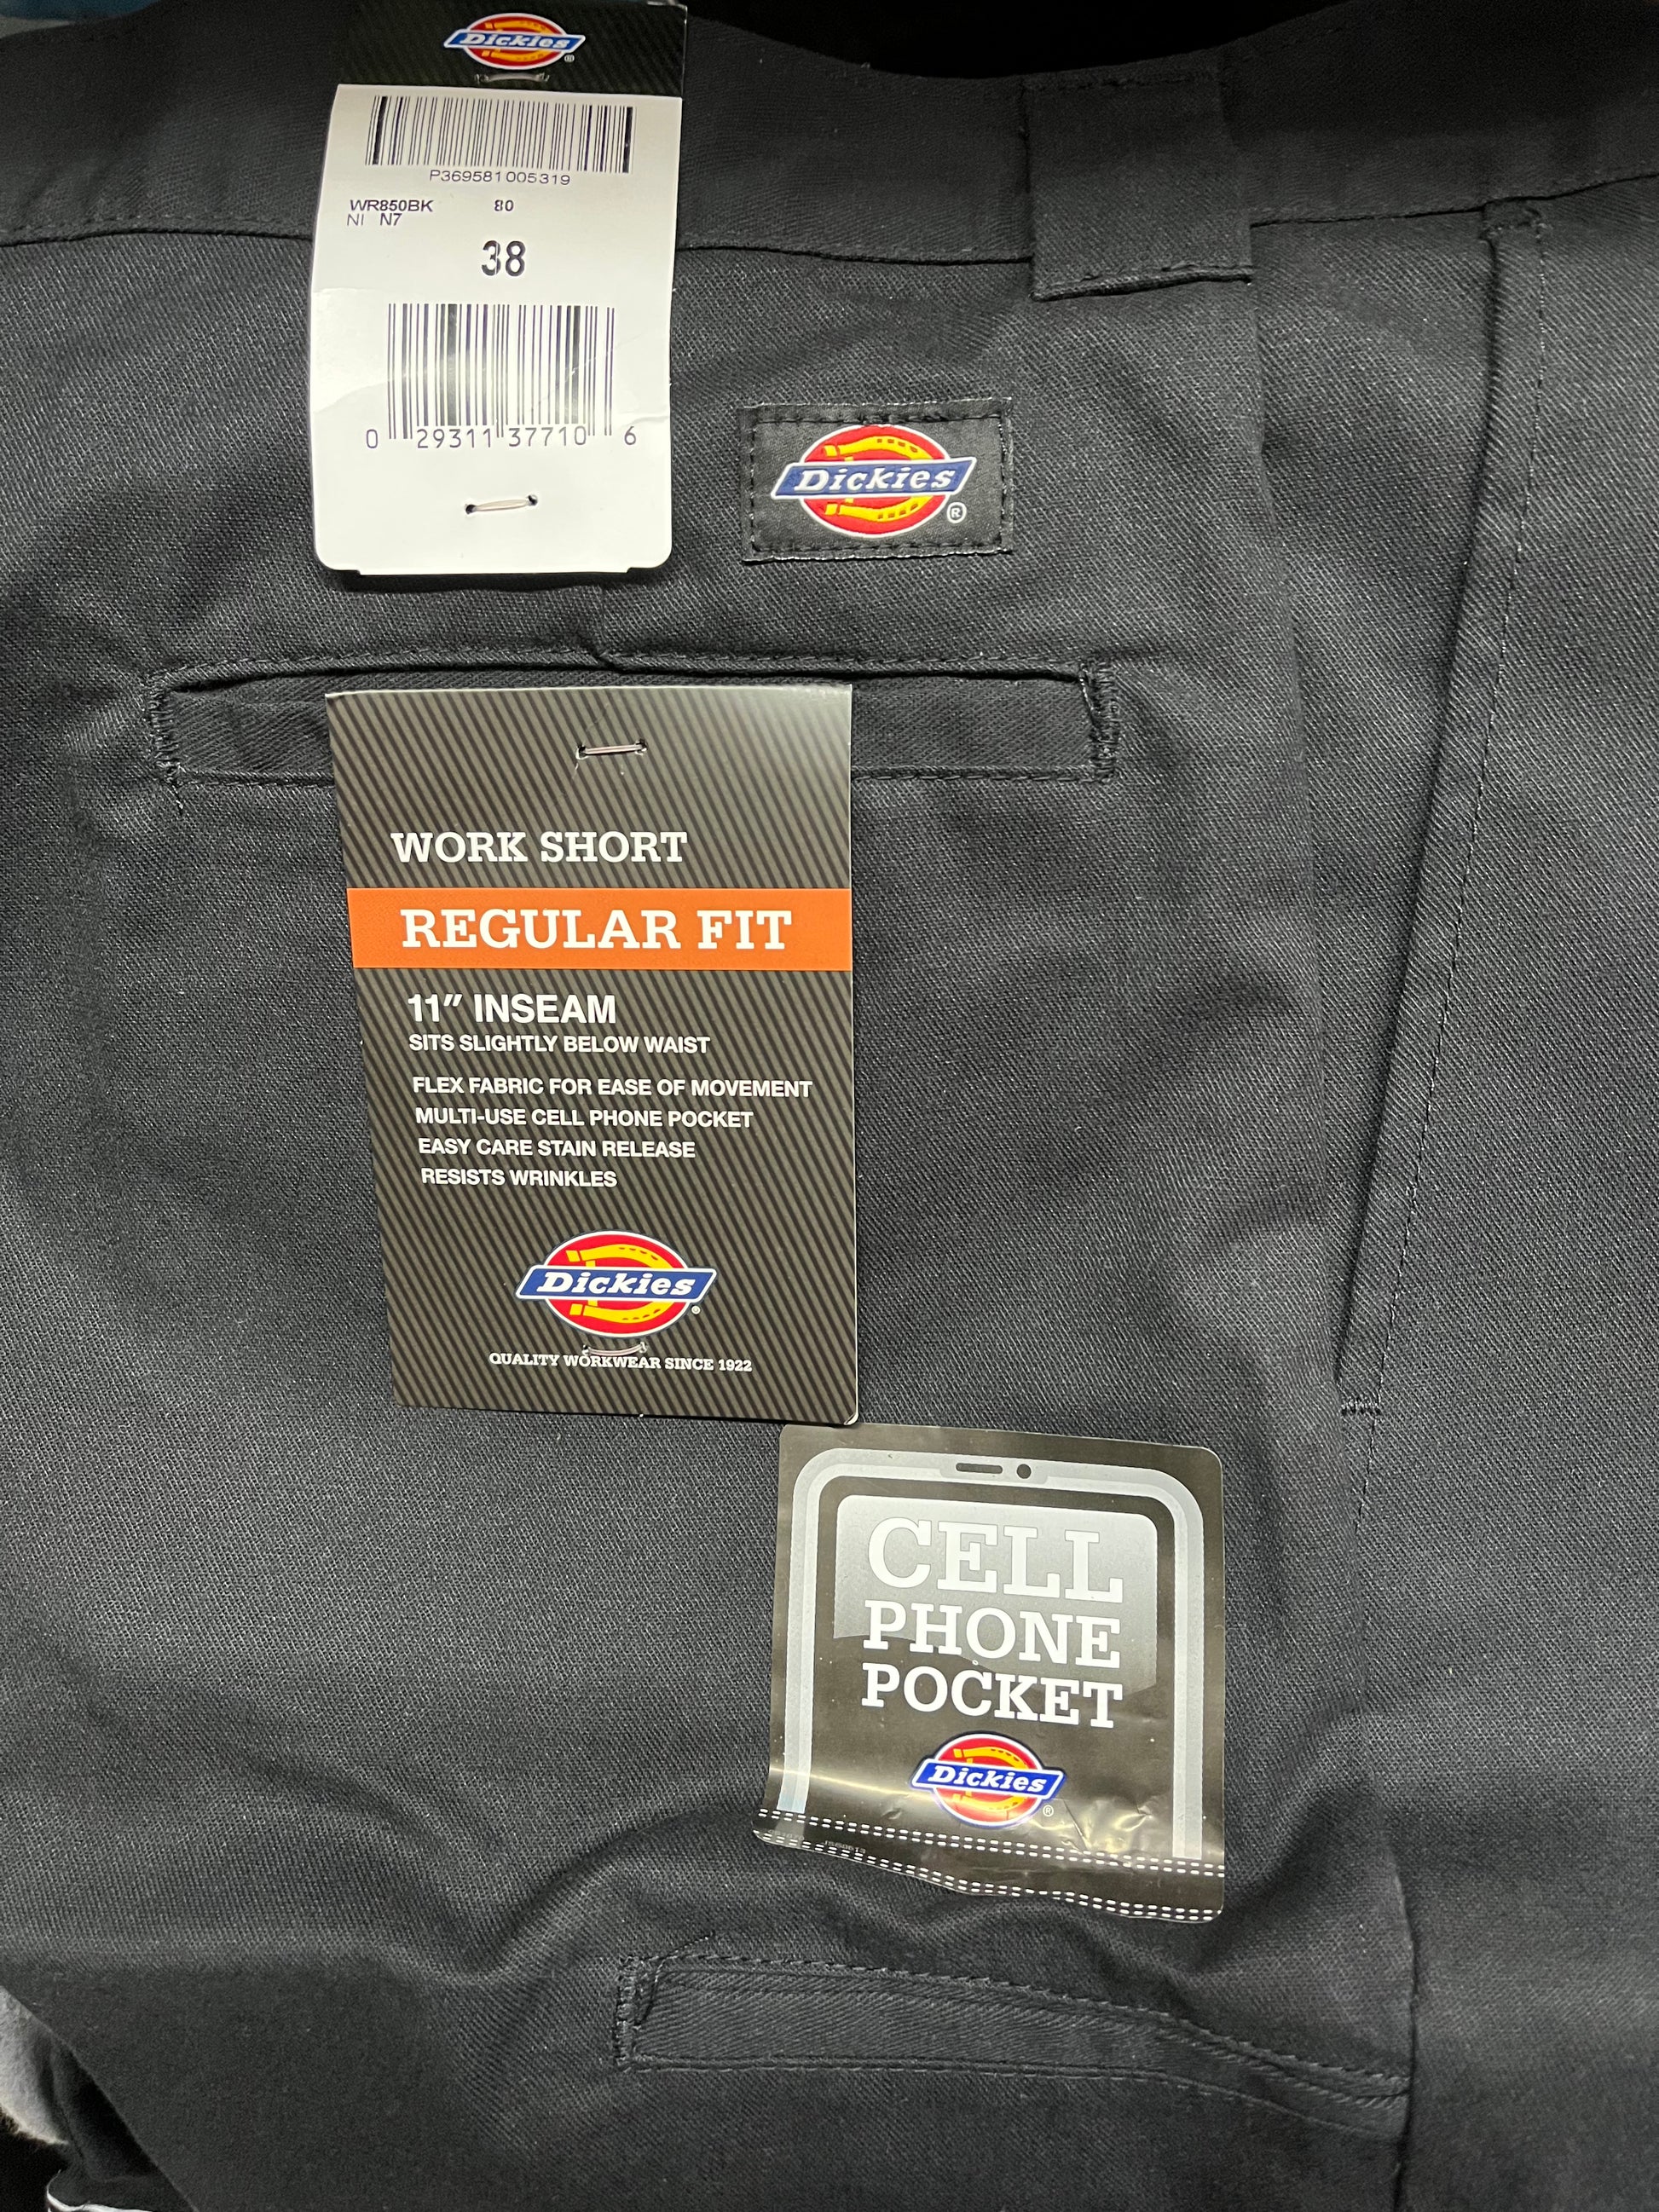 Dickies
P369581005319
WR850BK 80
NI N7
38
0 29311 37710 6
Dickies ®
WORK SHORT
REGULAR FIT
11" INSEAM
SITS SLIGHTLY BELOW WAIST
FLEX FABRIC FOR EASE OF MOVEMENT
MULTI-USE CELL PHONE POCKET
EASY CARE STAIN RELEASE
RESISTS WRINKLES
Dickies
QUALITY WORKWEAR SINCE 1922
CELL
PHONE
POCKET
Dickies ®